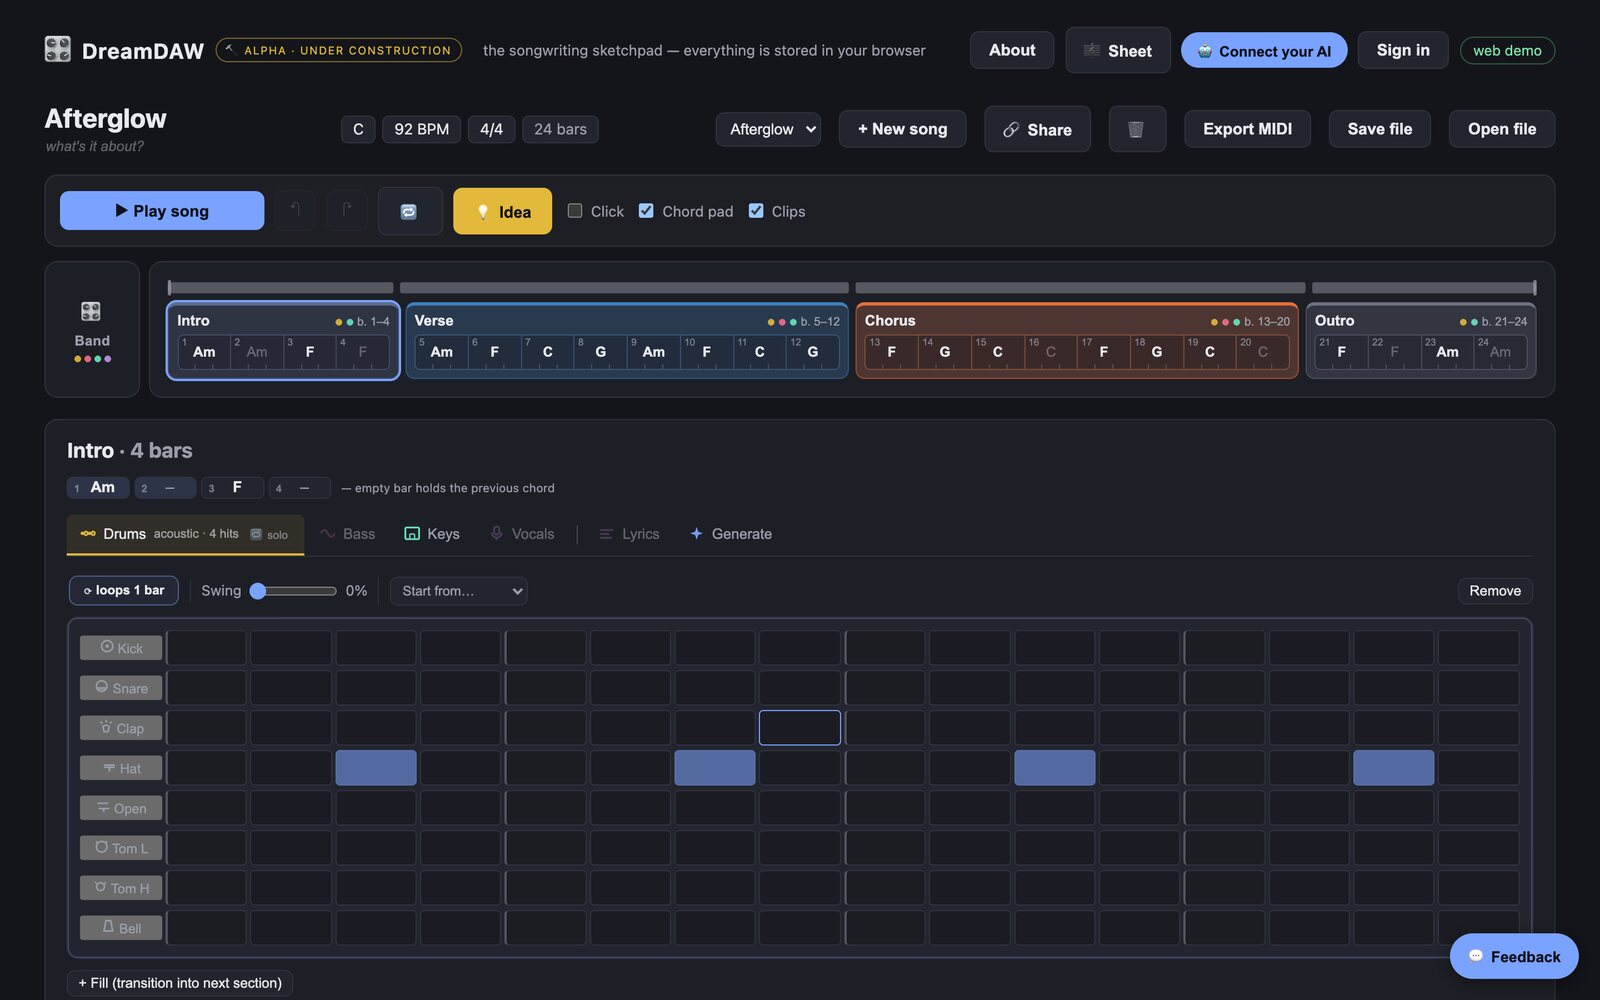 DreamDAW
ALPHA · UNDER CONSTRUCTION
the songwriting sketchpad — everything is stored in your browser
About
Sheet
Connect your AI
Sign in
web demo
Afterglow
what's it about?
C
92 BPM
4/4
24 bars
Afterglow
+ New song
Share
Export MIDI
Save file
Open file
Play song
Idea
Click
Chord pad
Clips
Band
Intro b. 1–4
1 Am 2 Am 3 F 4 F
Verse b. 5–12
5 Am 6 F 7 C 8 G 9 Am 10 F 11 C 12 G
Chorus b. 13–20
13 F 14 G 15 C 16 C 17 F 18 G 19 C 20 C
Outro b. 21–24
21 F 22 F 23 Am 24 Am
Intro · 4 bars
1 Am 2 – 3 F 4 – — empty bar holds the previous chord
Drums acoustic · 4 hits solo
Bass
Keys
Vocals
Lyrics
Generate
loops 1 bar
Swing
0%
Start from…
Remove
Kick
Snare
Clap
Hat
Open
Tom L
Tom H
Bell
+ Fill (transition into next section)
Feedback